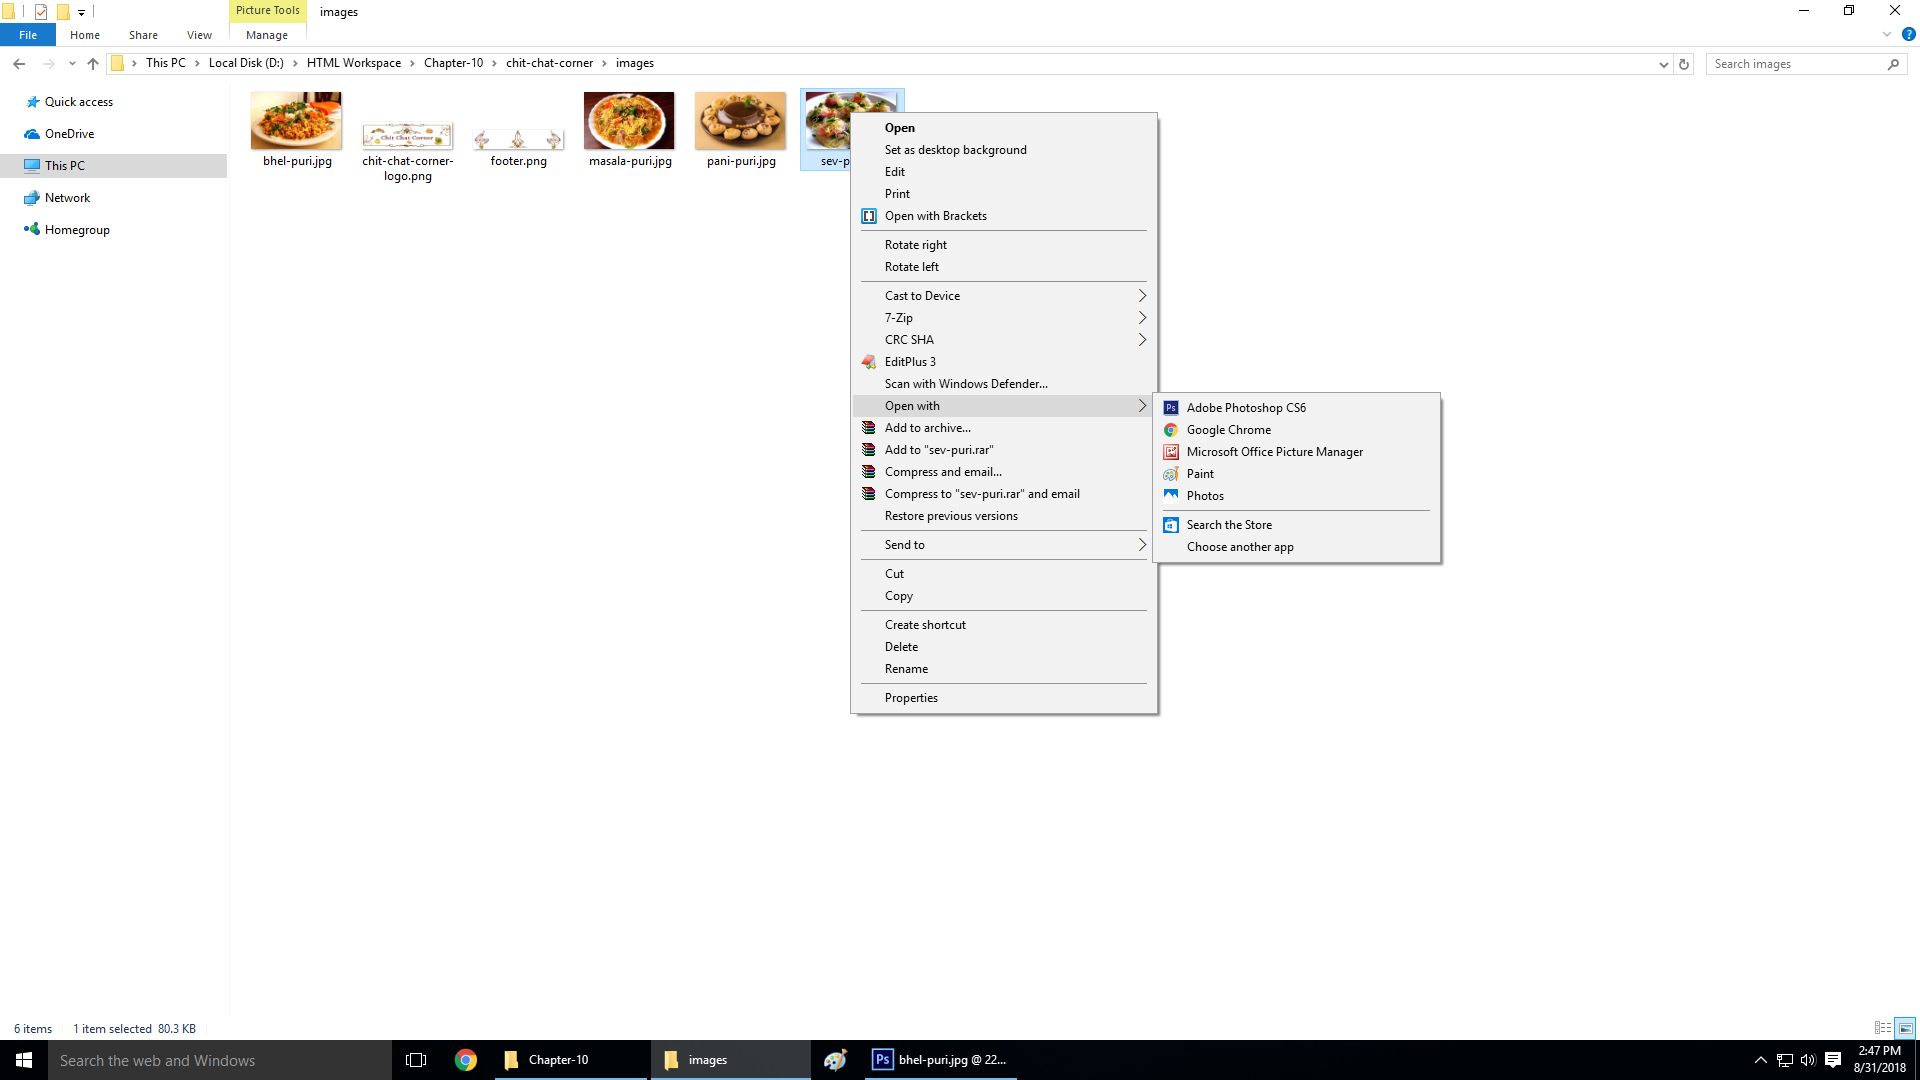 Picture Tools
images
File
Home
Share
View
Manage
This PC
Local Disk (D:)
HTML Workspace
Chapter-10
chit-chat-corner
images
Search images
Quick access
OneDrive
This PC
Network
Homegroup
Chit Chat Corner
bhel-puri.jpg
chit-chat-corner-
logo.png
footer.png
masala-puri.jpg
pani-puri.jpg
sev-p
Open
Set as desktop background
Edit
Print
Open with Brackets
Rotate right
Rotate left
Cast to Device
7-Zip
CRC SHA
EditPlus 3
Scan with Windows Defender...
Open with
Add to archive...
Add to "sev-puri.rar"
Compress and email...
Compress to "sev-puri.rar" and email
Restore previous versions
Send to
Cut
Copy
Create shortcut
Delete
Rename
Properties
Ps Adobe Photoshop CS6
Google Chrome
Microsoft Office Picture Manager
Paint
Photos
Search the Store
Choose another app
6 items
1 item selected 80.3 KB
Search the web and Windows
Chapter-10
images
Ps bhel-puri.jpg @ 22...
2:47 PM
8/31/2018